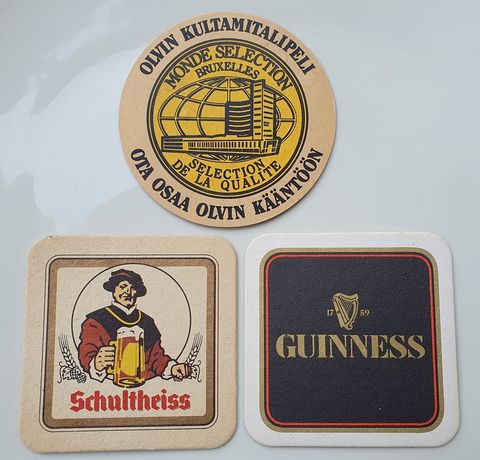 OLVIN KULTAMITALIPELI
MONDE SELECTION
BRUXELLES
SELECTION
DE LA QUALITE
OTA OSAA OLVIN KÄÄNTÖÖN
Schultheiss
17 59
GUINNESS